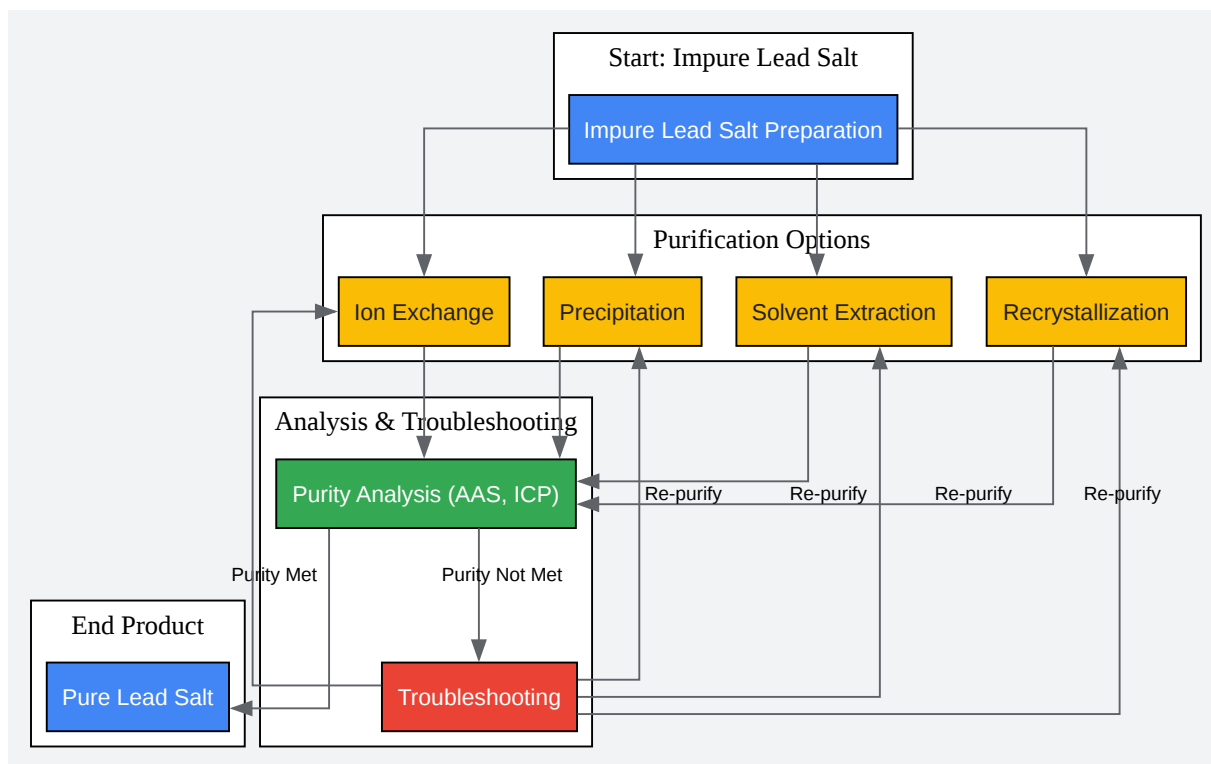 Start: Impure Lead Salt
Impure Lead Salt Preparation
Purification Options
Ion Exchange
Precipitation
Solvent Extraction
Recrystallization
Analysis & Troubleshooting
Purity Analysis (AAS, ICP)
Re-purify
Re-purify
Re-purify
Re-purify
Purity Met
Purity Not Met
End Product
Pure Lead Salt
Troubleshooting